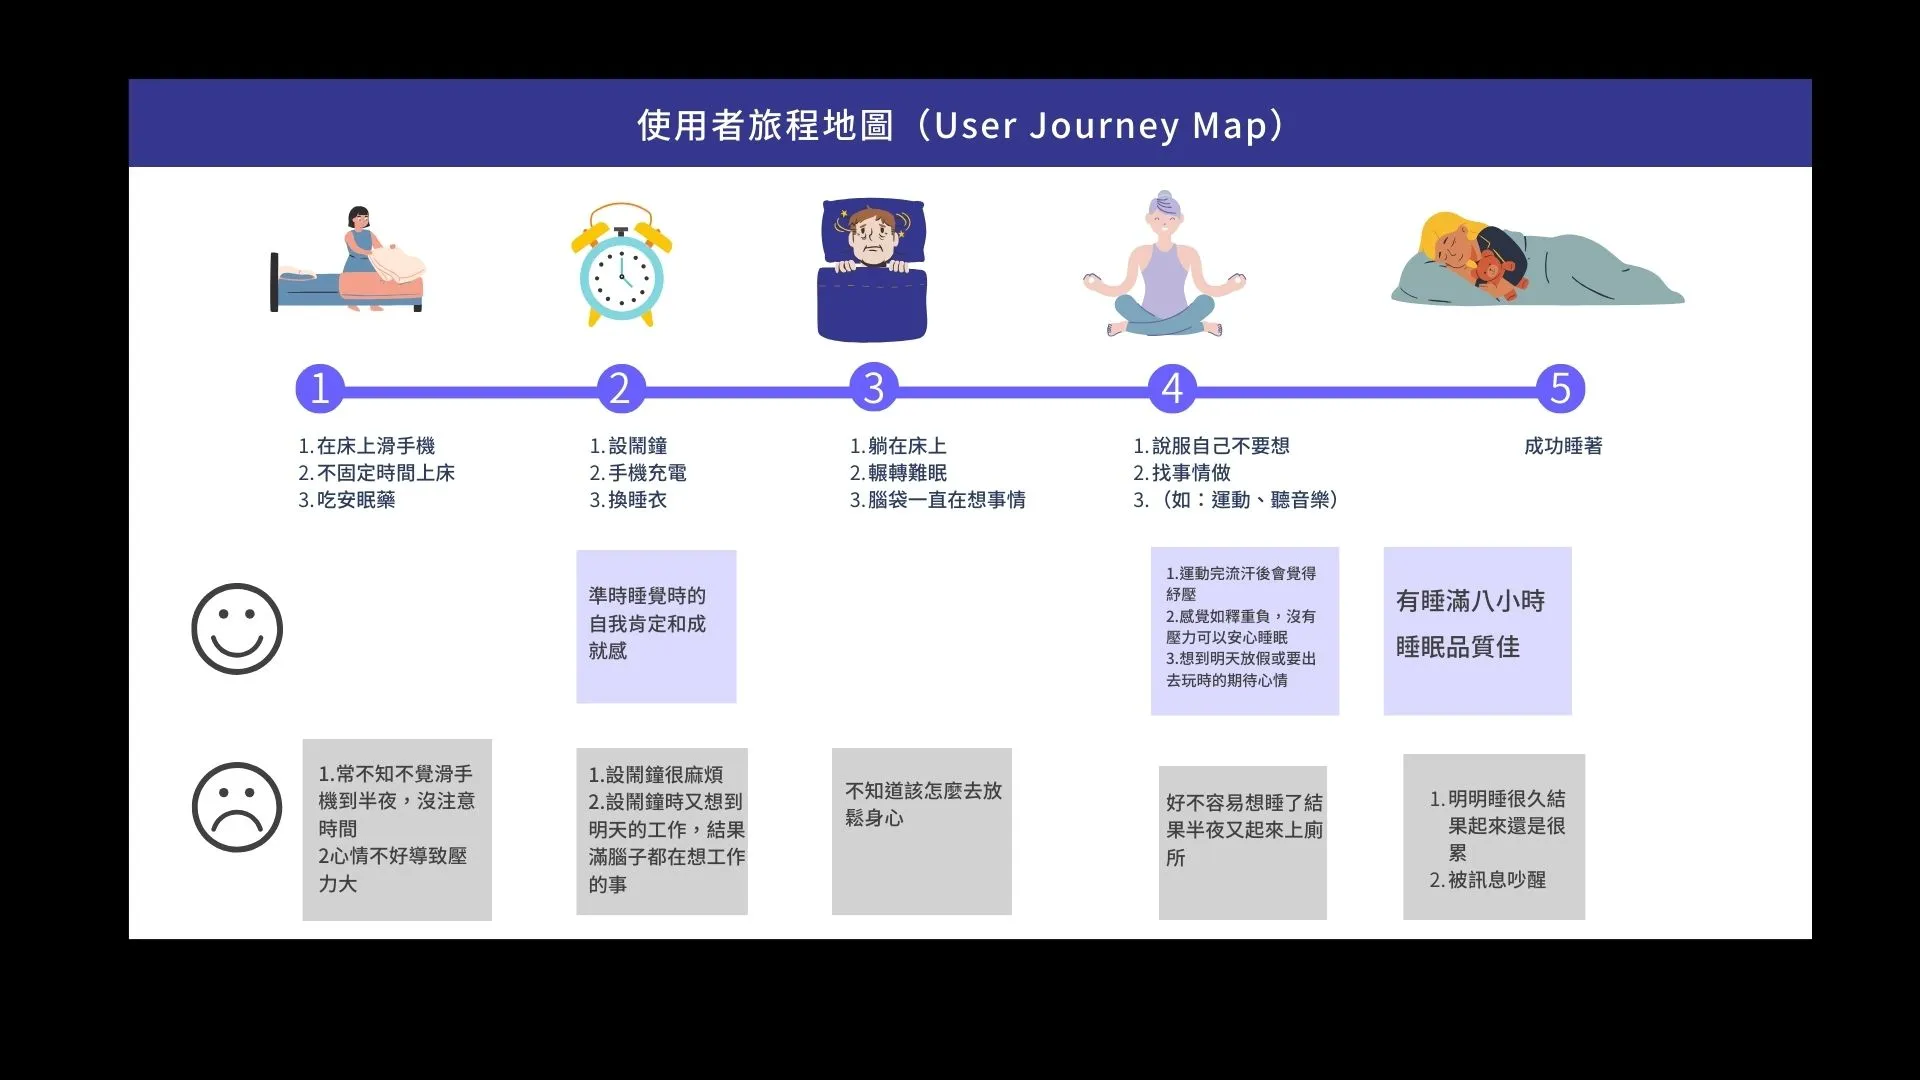 使用者旅程地圖（User Journey Map）
1
2
3
4
5
1.在床上滑手機
2.不固定時間上床
3.吃安眠藥
1.設鬧鐘
2.手機充電
3.換睡衣
1.躺在床上
2.輾轉難眠
3.腦袋一直在想事情
1.說服自己不要想
2.找事情做
3.（如：運動、聽音樂）
成功睡著
準時睡覺時的
自我肯定和成
就感
1.運動完流汗後會覺得
紓壓
2.感覺如釋重負，沒有
壓力可以安心睡眠
3.想到明天放假或要出
去玩時的期待心情
有睡滿八小時
睡眠品質佳
1.常不知不覺滑手
機到半夜，沒注意
時間
2心情不好導致壓
力大
1.設鬧鐘很麻煩
2.設鬧鐘時又想到
明天的工作，結果
滿腦子都在想工作
的事
不知道該怎麼去放
鬆身心
好不容易想睡了結
果半夜又起來上廁
所
1.明明睡很久結
果起來還是很
累
2.被訊息吵醒